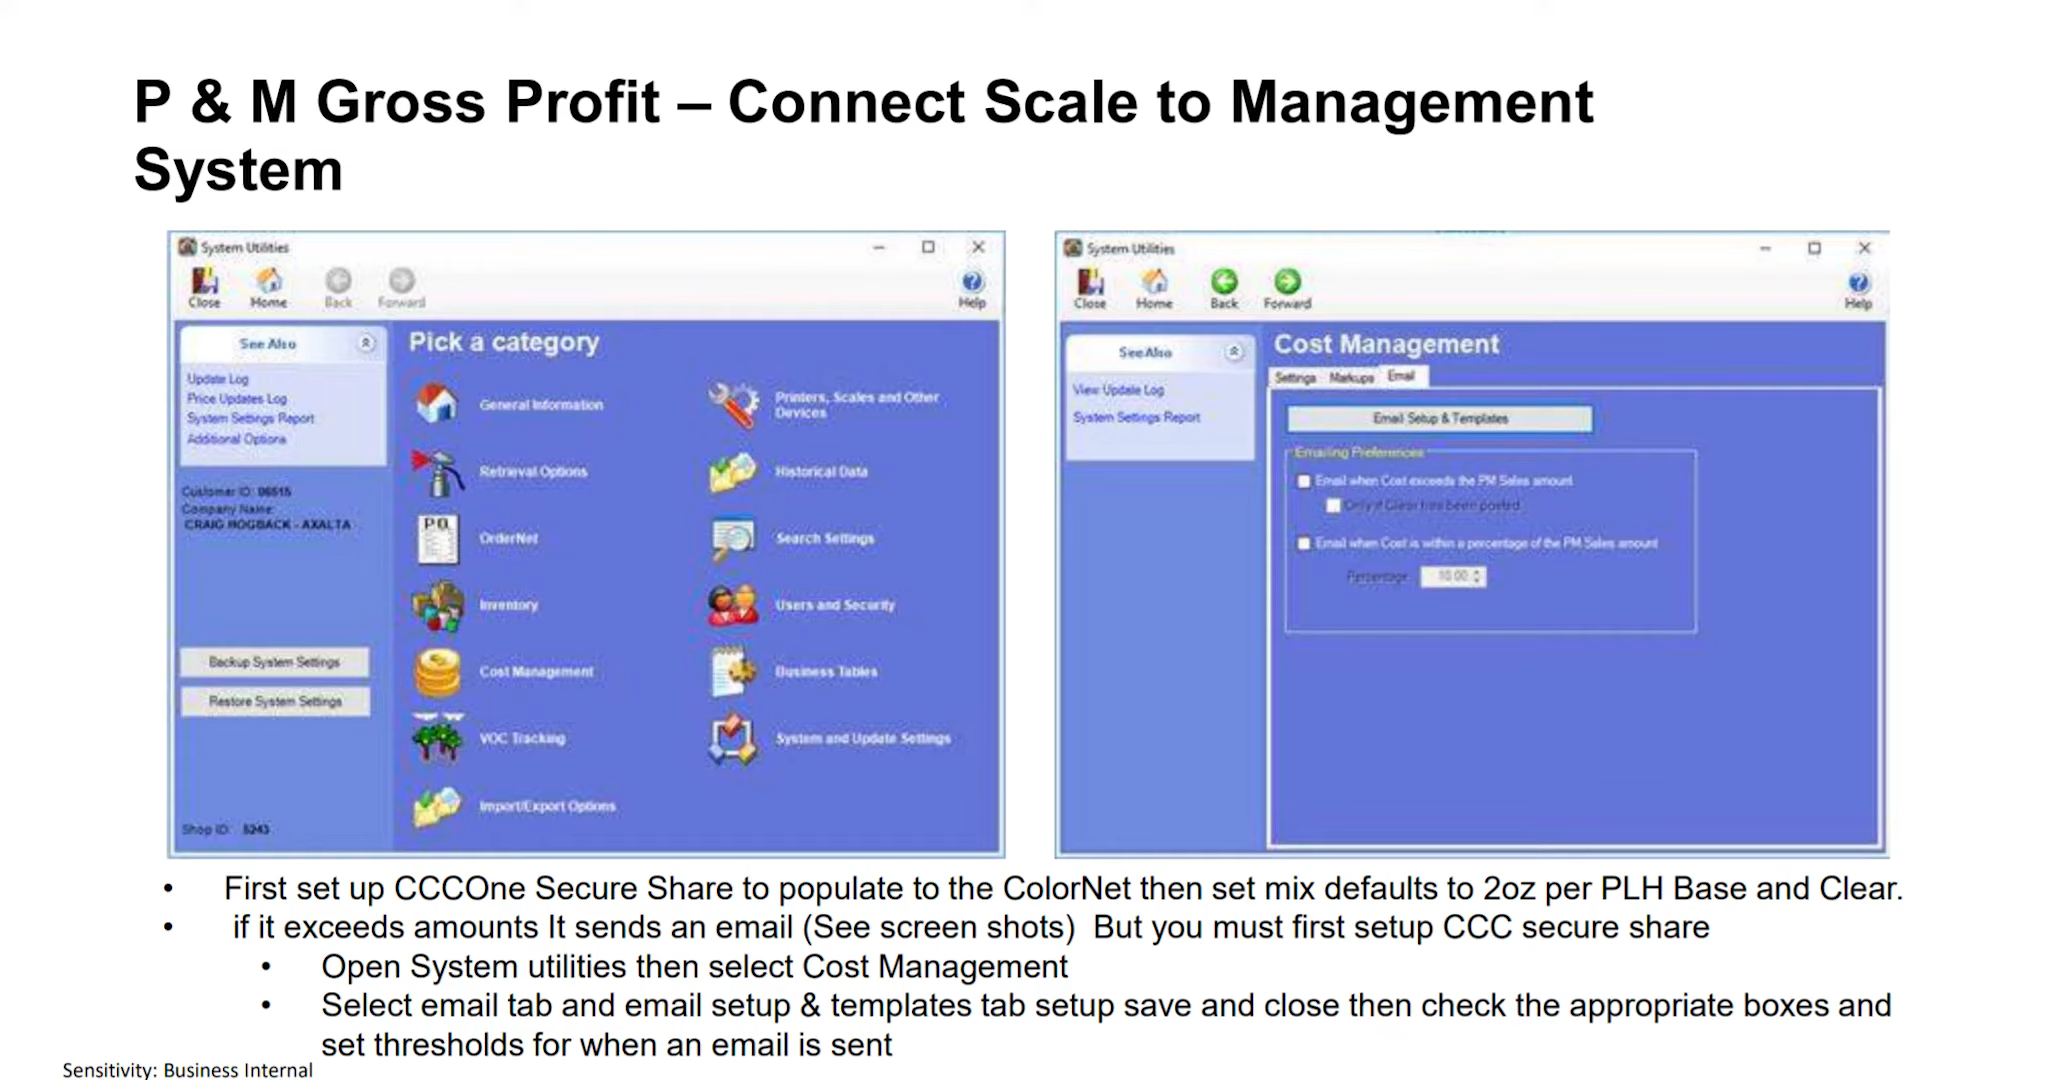 P & M Gross Profit – Connect Scale to Management
System
System Utilities
Close
Home
Back
Forward
Help
See Also
Update Log
Price Updates Log
System Settings Report
Additional Options
Customer ID: 06515
Company Name:
CRAIG HOGBACK - AXALTA
Backup System Settings
Restore System Settings
Shop ID: 5243
Pick a category
General Information
Retrieval Options
P.O.
OrderNet
Inventory
Cost Management
VOC Tracking
Import/Export Options
Printers, Scales and Other
Devices
Historical Data
Search Settings
Users and Security
Business Tables
System and Update Settings
System Utilities
Close
Home
Back
Forward
Help
See Also
View Update Log
System Settings Report
Cost Management
Settings
Markups
Email
Email Setup & Templates
Emailing Preferences
Email when Cost exceeds the PM Sales amount
Only if Clear has been posted
Email when Cost is within a percentage of the PM Sales amount
Percentage 10.00
• First set up CCCOne Secure Share to populate to the ColorNet then set mix defaults to 2oz per PLH Base and Clear.
• if it exceeds amounts It sends an email (See screen shots) But you must first setup CCC secure share
• Open System utilities then select Cost Management
• Select email tab and email setup & templates tab setup save and close then check the appropriate boxes and
set thresholds for when an email is sent
Sensitivity: Business Internal